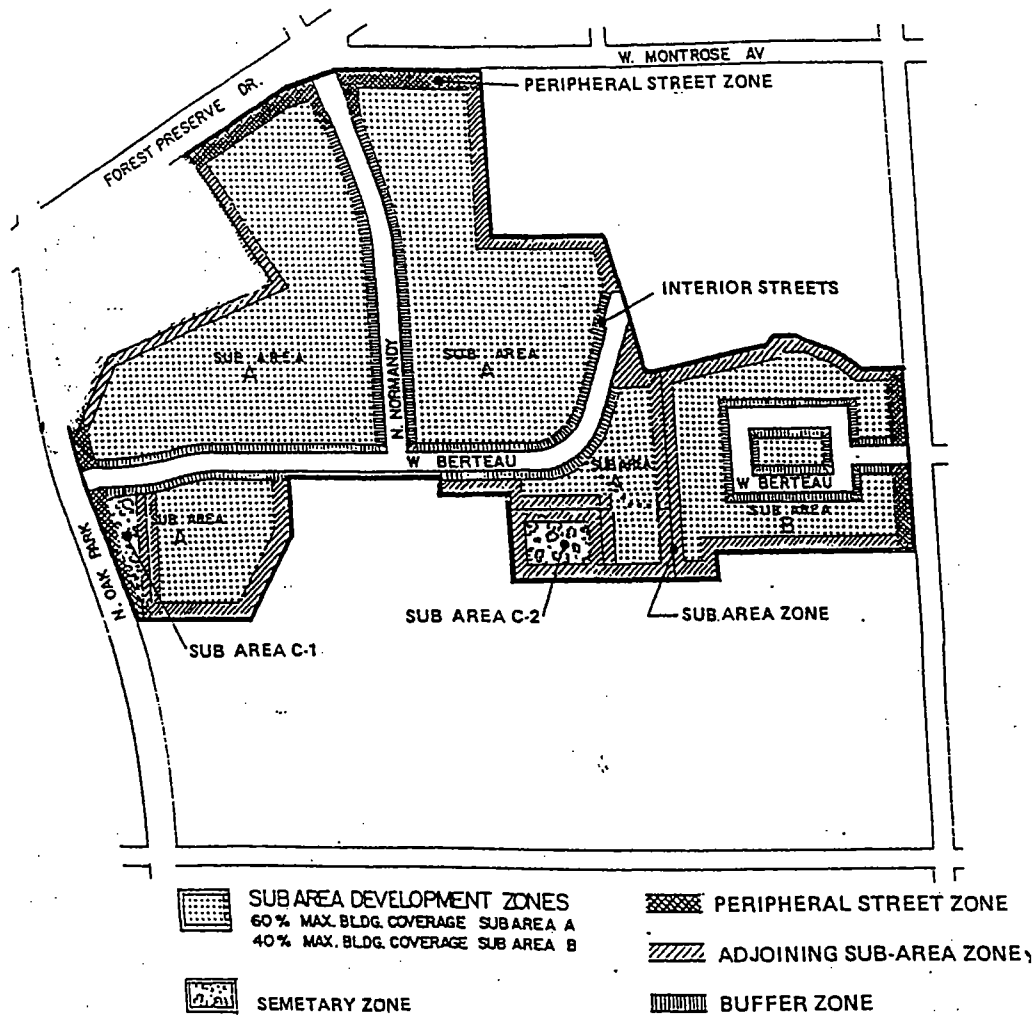 W. MONTROSE AV
PERIPHERAL STREET ZONE
FOREST PRESERVE DR.
INTERIOR STREETS
SUB AREA
A
SUB AREA
A
N. NORMANDY
W BERTEAU
SUB AREA
A
W BERTEAU
SUB AREA
B
SUB AREA
A
N. OAK PARK
SUB AREA C-1
SUB AREA C-2
SUB.AREA ZONE
SUB AREA DEVELOPMENT ZONES
60% MAX. BLDG. COVERAGE SUB AREA A
40% MAX. BLDG. COVERAGE SUB AREA B
SEMETARY ZONE
PERIPHERAL STREET ZONE
ADJOINING SUB-AREA ZONE
BUFFER ZONE